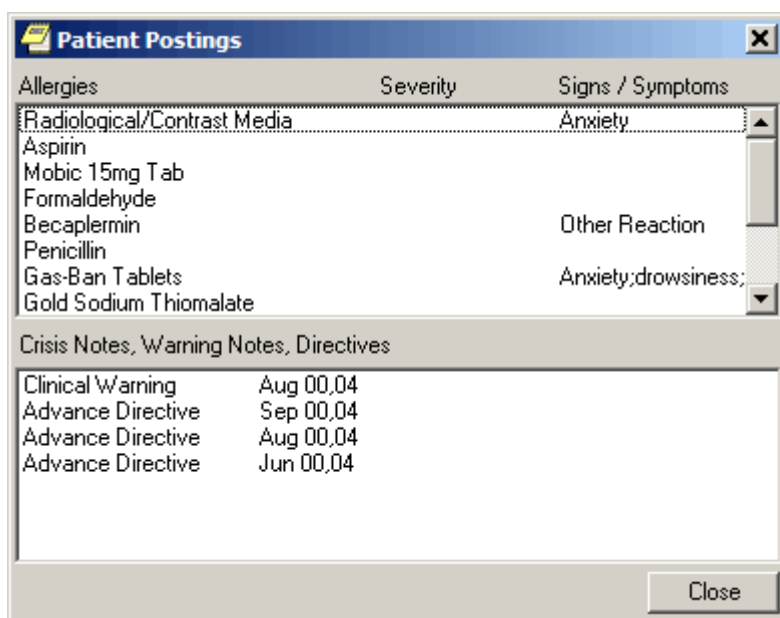 Patient Postings
Allergies Severity Signs / Symptoms
Radiological/Contrast Media Anxiety
Aspirin
Mobic 15mg Tab
Formaldehyde
Becaplermin Other Reaction
Penicillin
Gas-Ban Tablets Anxiety;drowsiness;
Gold Sodium Thiomalate
Crisis Notes, Warning Notes, Directives
Clinical Warning Aug 00,04
Advance Directive Sep 00,04
Advance Directive Aug 00,04
Advance Directive Jun 00,04
Close